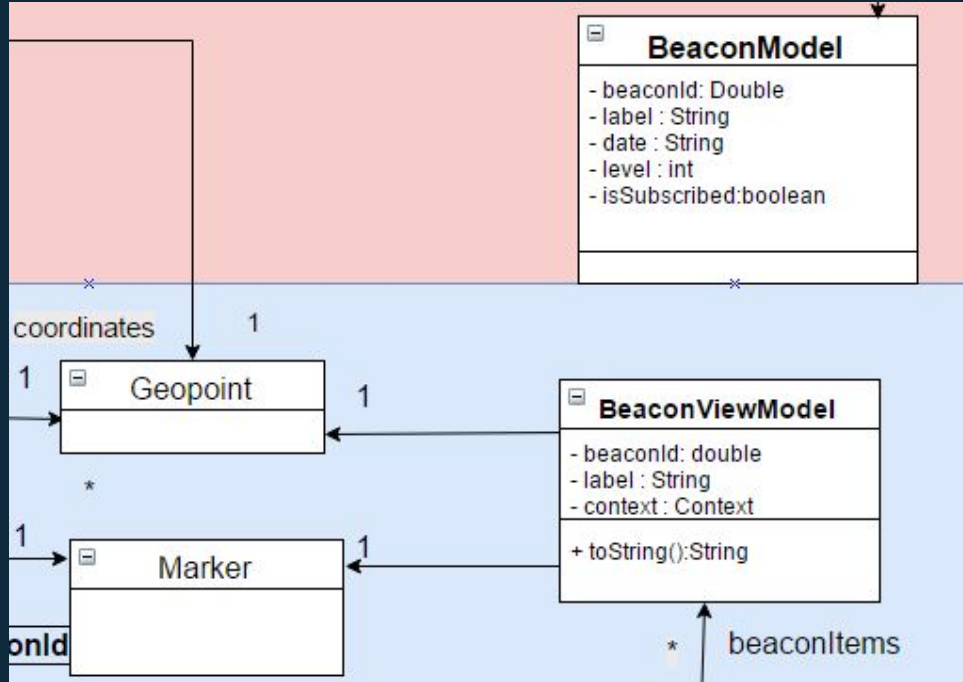 BeaconModel
- beaconId: Double
- label : String
- date : String
- level : int
- isSubscribed:boolean
coordinates
1
1
Geopoint
1
BeaconViewModel
- beaconId: double
- label : String
- context : Context
+ toString():String
*
1
Marker
1
onId
*
beaconItems